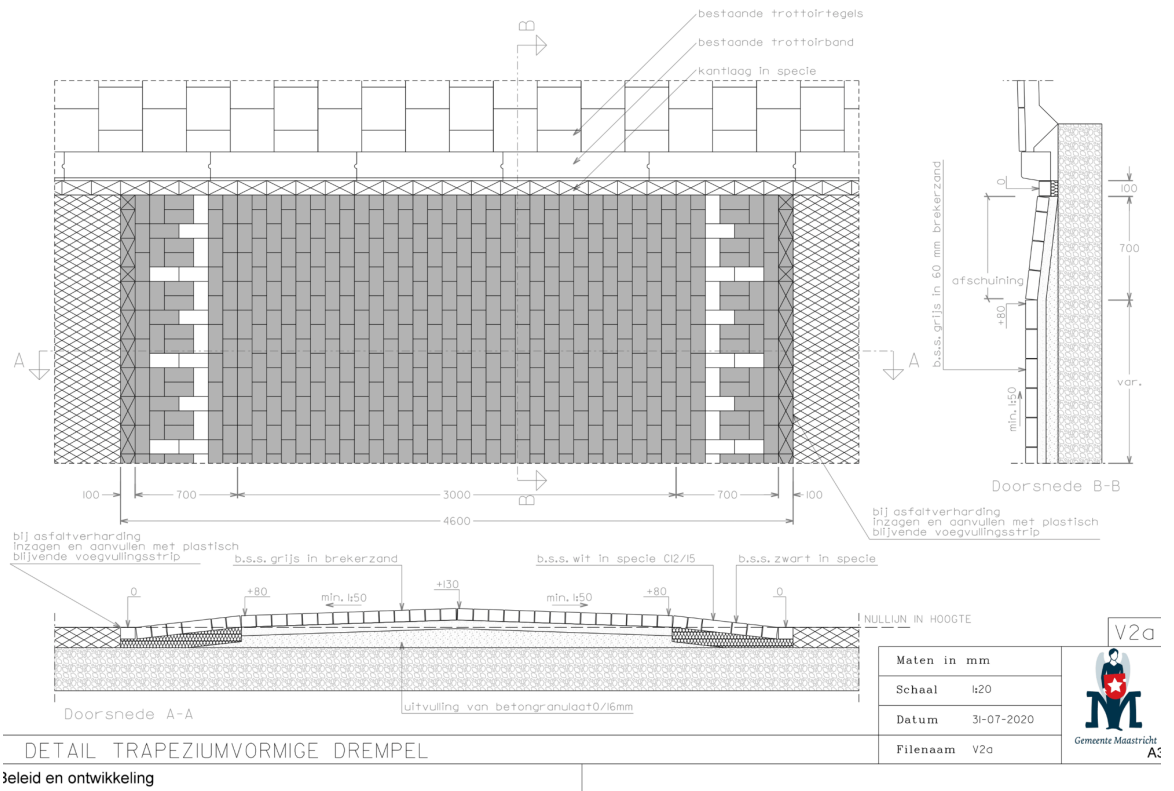 B
bestaande trottoirtegels
bestaande trottoirband
kantlaag in specie
0
100
b.s.s. grijs in 60 mm brekerzand
700
afschuining
+80
A
A
var.
min. 1:50
Doorsnede B-B
100
700
3000
B
700
100
4600
bij asfaltverharding
inzagen en aanvullen met plastisch
blijvende voegvullingsstrip
bij asfaltverharding
inzagen en aanvullen met plastisch
blijvende voegvullingsstrip
b.s.s. grijs in brekerzand
b.s.s. wit in specie C12/15
b.s.s. zwart in specie
0
+80
min. 1:50
+130
min. 1:50
+80
0
NULLIJN IN HOOGTE
uitvulling van betongranulaat0/16mm
Doorsnede A-A
V2a
Maten in mm
Schaal 1:20
Datum 31-07-2020
Filenaam V2a
Gemeente Maastricht
A3
DETAIL TRAPEZIUMVORMIGE DREMPEL
Beleid en ontwikkeling